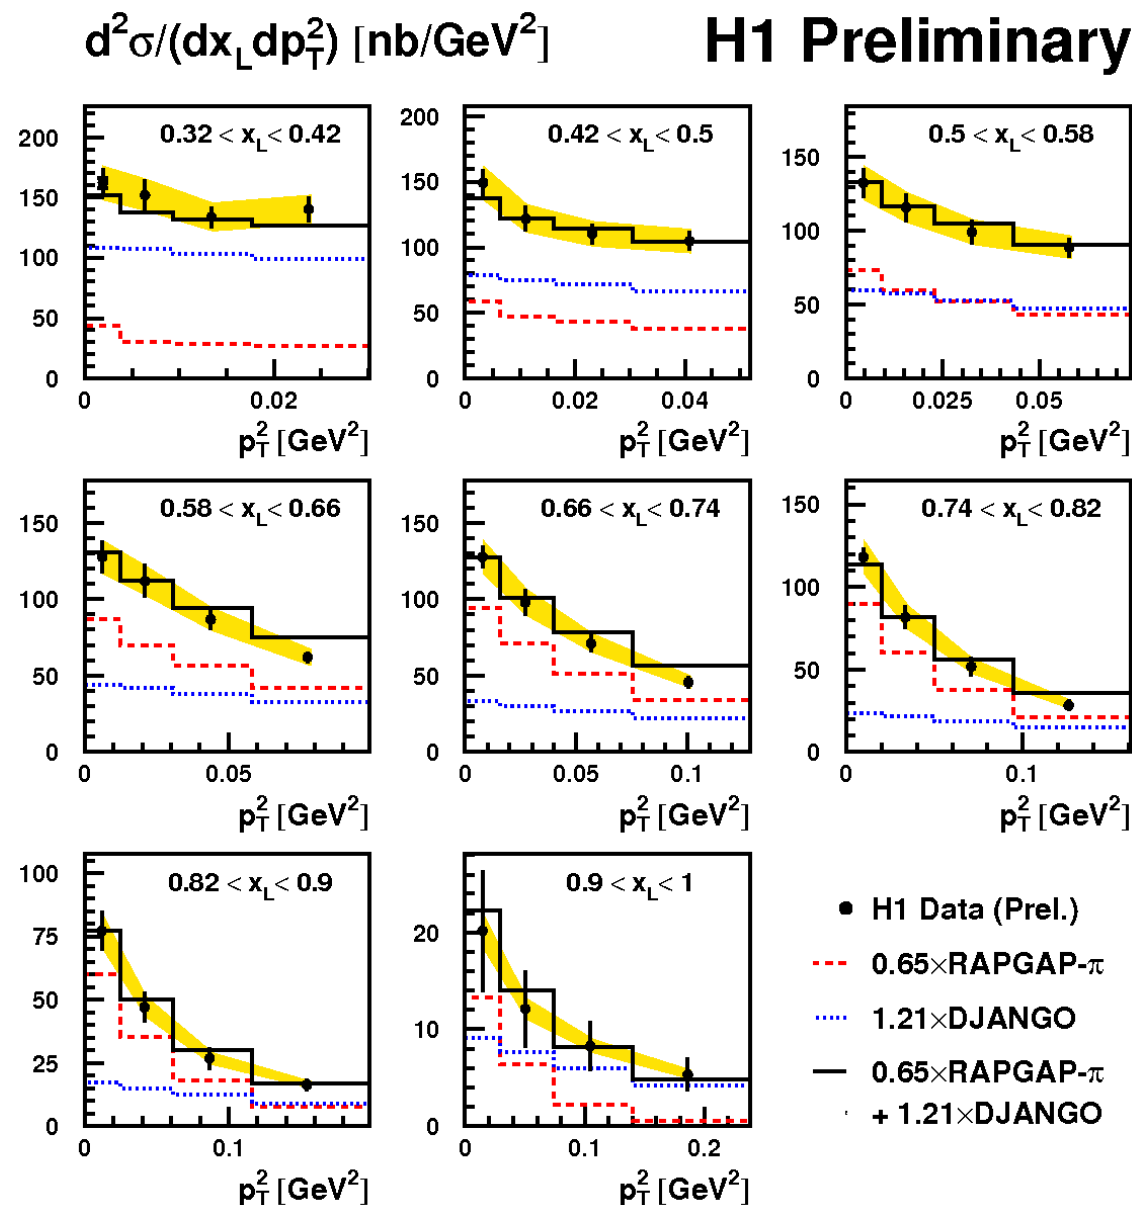 d²σ/(dx_L dp_T²) [nb/GeV²] H1 Preliminary
0.32 < x_L < 0.42
200
150
100
50
0
0 0.02
p_T² [GeV²]
0.42 < x_L < 0.5
200
150
100
50
0
0 0.02 0.04
p_T² [GeV²]
0.5 < x_L < 0.58
150
100
50
0
0 0.025 0.05
p_T² [GeV²]
0.58 < x_L < 0.66
150
100
50
0
0 0.05
p_T² [GeV²]
0.66 < x_L < 0.74
150
100
50
0
0 0.05 0.1
p_T² [GeV²]
0.74 < x_L < 0.82
150
100
50
0
0 0.1
p_T² [GeV²]
0.82 < x_L < 0.9
100
75
50
25
0
0 0.1
p_T² [GeV²]
0.9 < x_L < 1
20
10
0
0 0.1 0.2
p_T² [GeV²]
H1 Data (Prel.)
0.65×RAPGAP-π
1.21×DJANGO
0.65×RAPGAP-π
+ 1.21×DJANGO